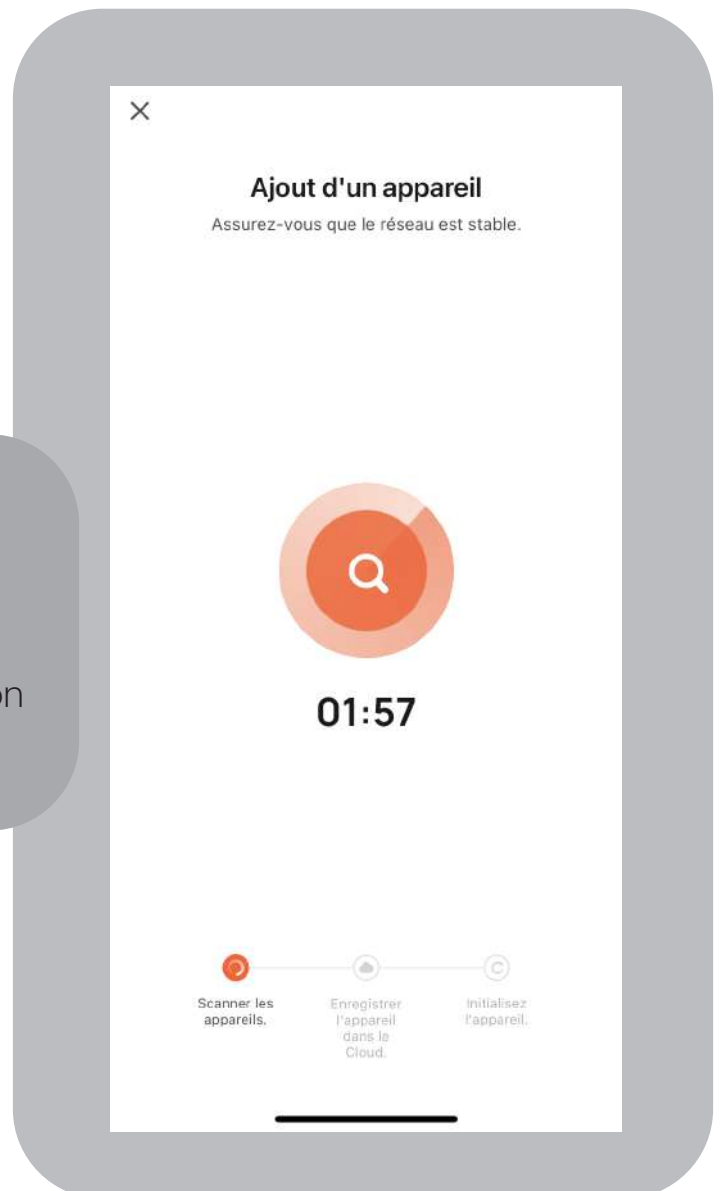 Ajout d'un appareil
Assurez-vous que le réseau est stable.
on
01:57
Scanner les
appareils.
Enregistrer
l'appareil
dans le
Cloud.
Initialisez
l'appareil.